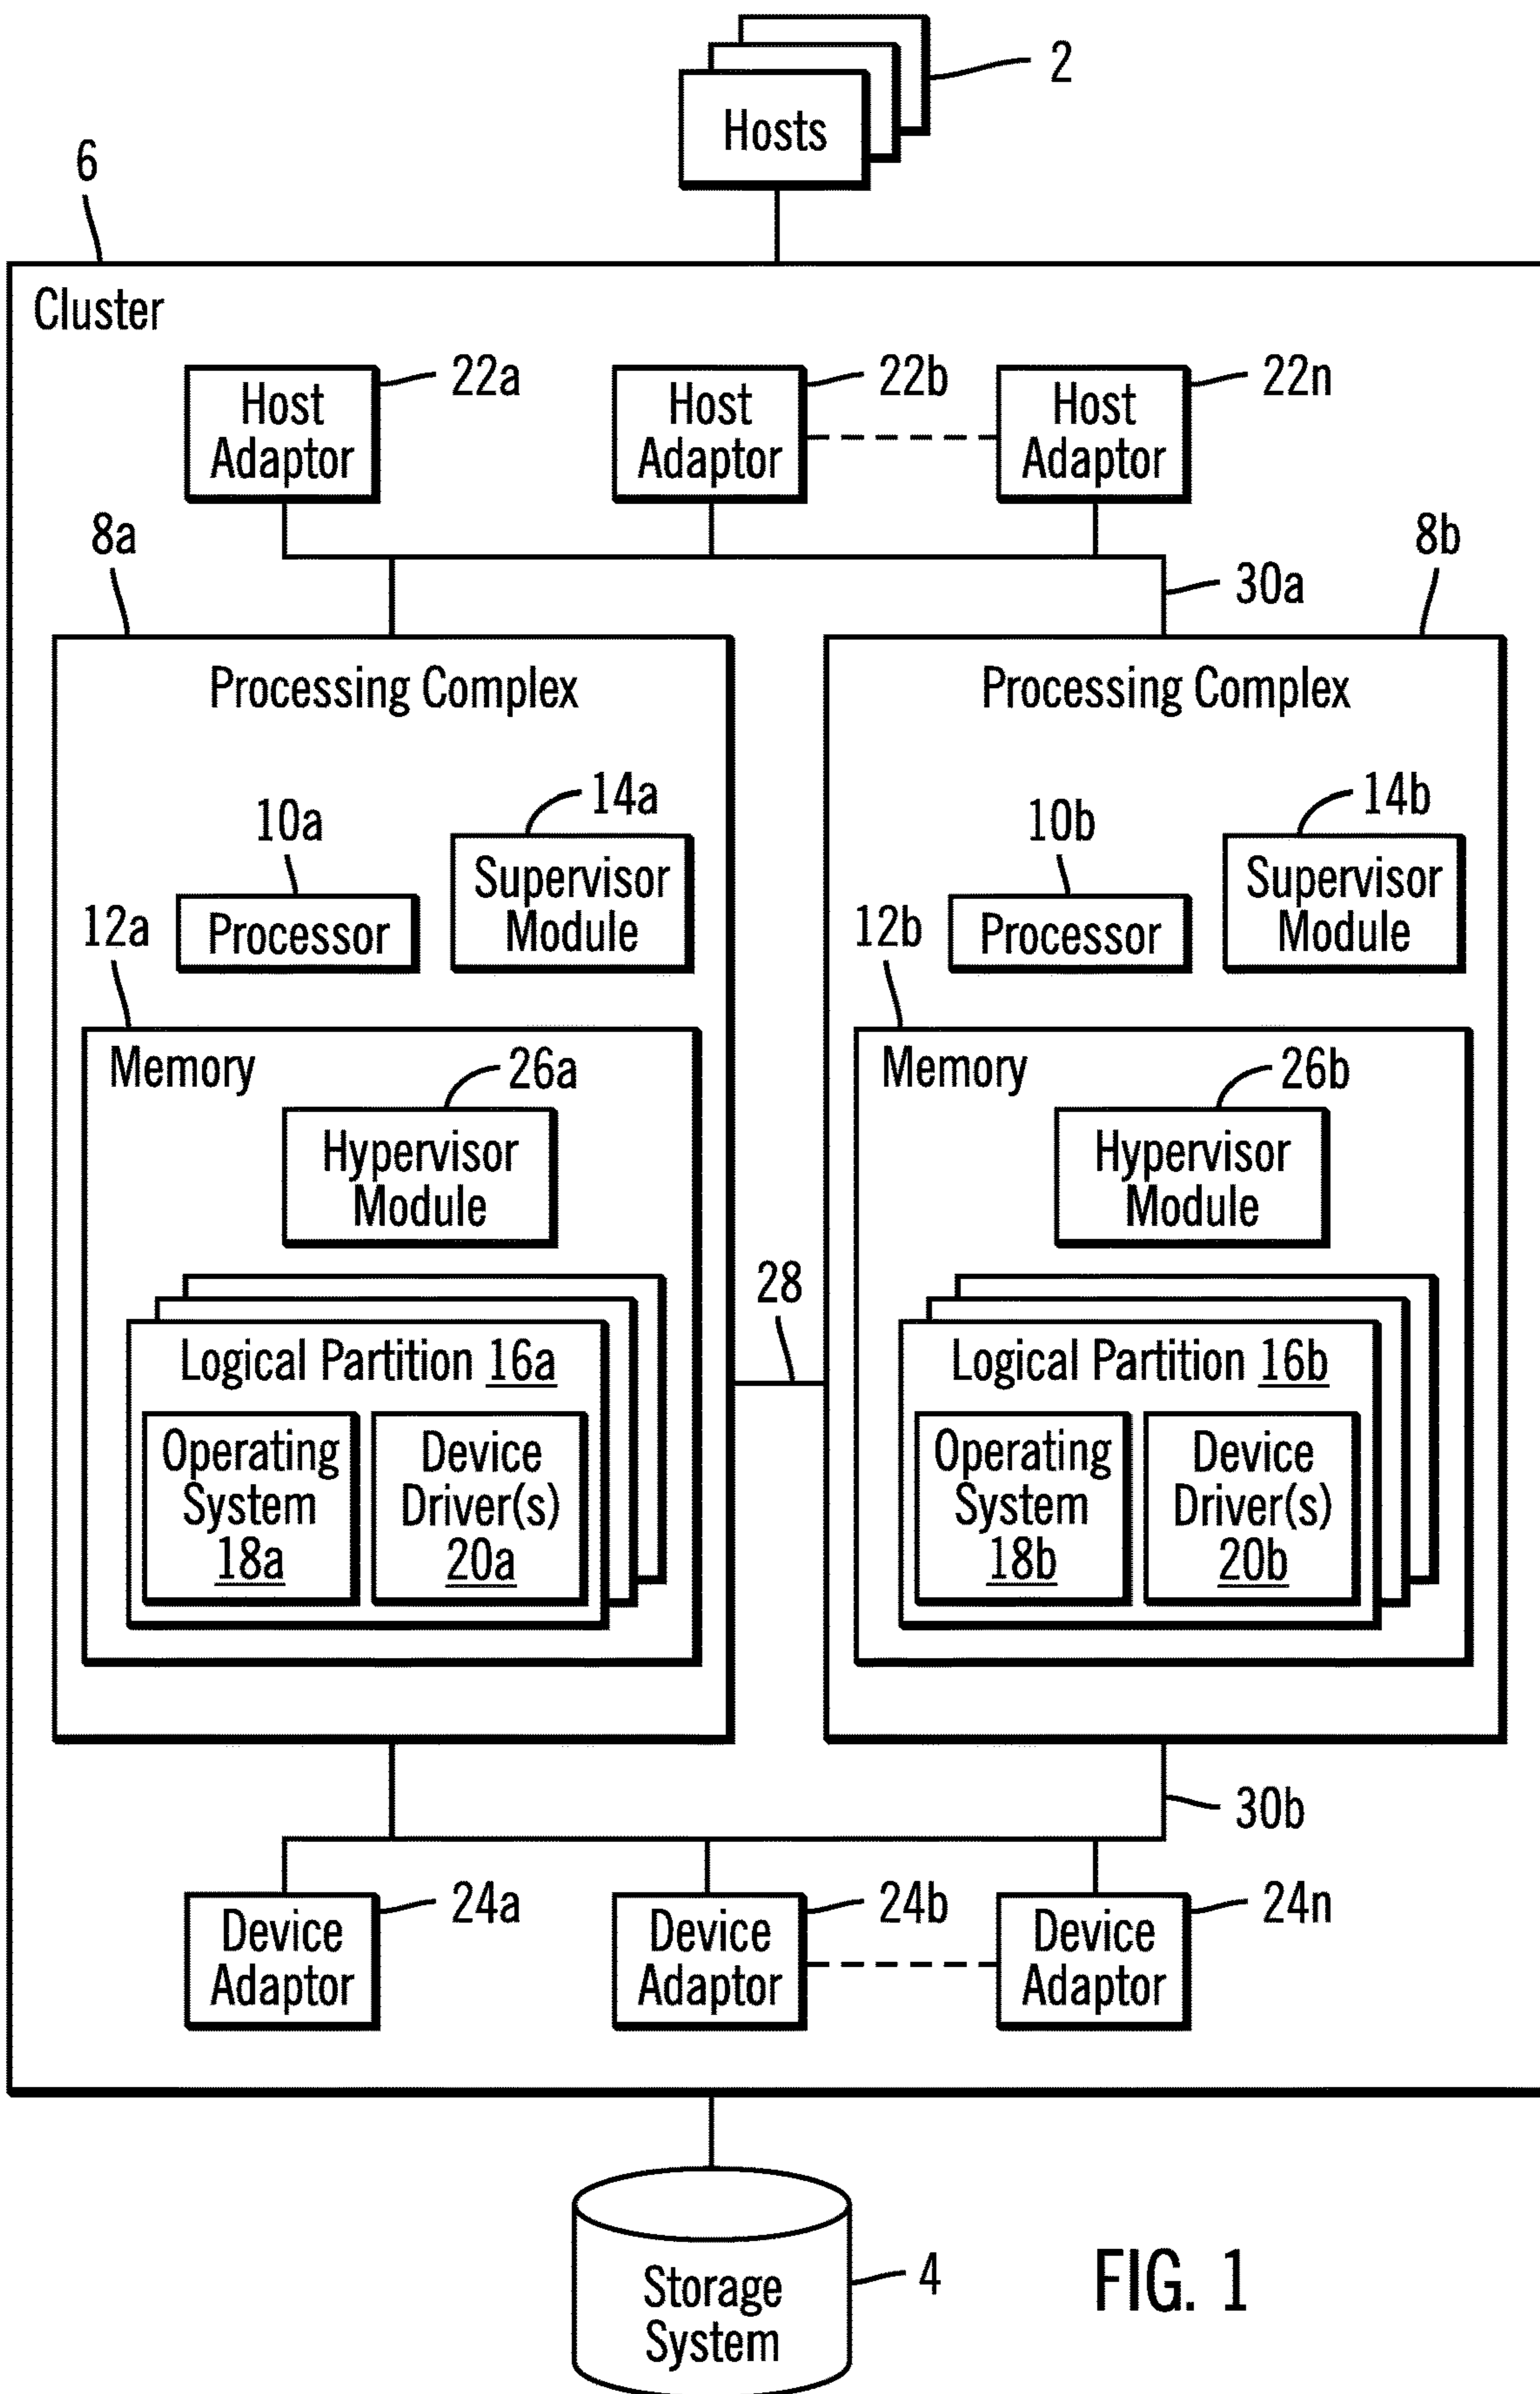 2
Hosts
6
Cluster
22a
22b
22n
Host
Adaptor
Host
Adaptor
Host
Adaptor
8a
8b
30a
Processing Complex
14a
10a
Supervisor
Module
12a
Processor
Memory
26a
Hypervisor
Module
Logical Partition 16a
Operating
System
18a
Device
Driver(s)
20a
28
Processing Complex
14b
10b
Supervisor
Module
12b
Processor
Memory
26b
Hypervisor
Module
Logical Partition 16b
Operating
System
18b
Device
Driver(s)
20b
30b
24a
24b
24n
Device
Adaptor
Device
Adaptor
Device
Adaptor
Storage
System
4
FIG. 1